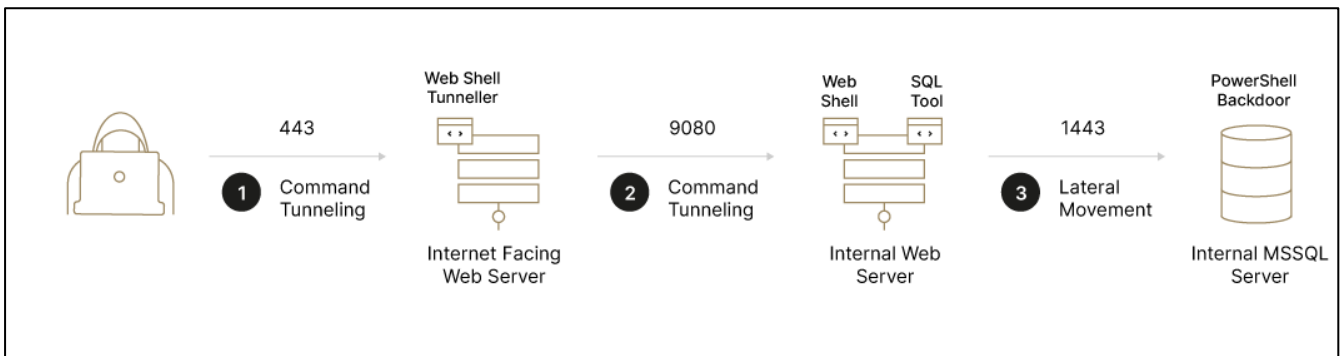 Web Shell
Tunneller
443
1
Command
Tunneling
Internet Facing
Web Server
9080
2
Command
Tunneling
Web
Shell
SQL
Tool
Internal Web
Server
1443
3
Lateral
Movement
PowerShell
Backdoor
Internal MSSQL
Server